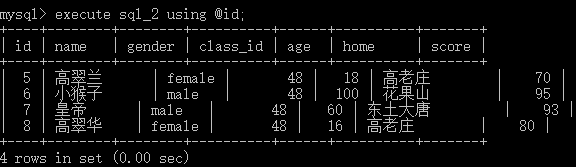 mysql> execute sql_2 using @id;
+----+--------+--------+----------+------+----------+-------+
| id | name | gender | class_id | age | home | score |
+----+--------+--------+----------+------+----------+-------+
| 5 | 高翠兰 | female | 48 | 18 | 高老庄 | 70 |
| 6 | 小猴子 | male | 48 | 100 | 花果山 | 95 |
| 7 | 皇帝 | male | 48 | 60 | 东土大唐 | 93 |
| 8 | 高翠华 | female | 48 | 16 | 高老庄 | 80 |
+----+--------+--------+----------+------+----------+-------+
4 rows in set (0.00 sec)